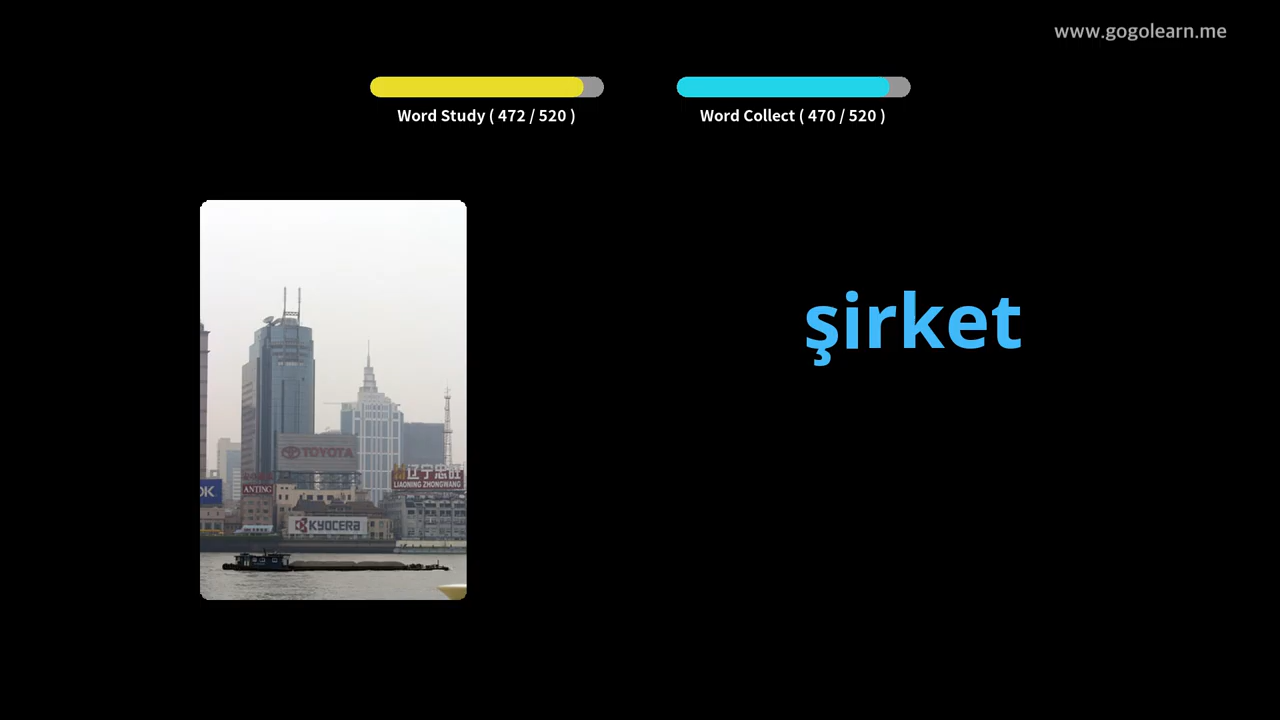 www.gogolearn.me
Word Study ( 472 / 520 )
Word Collect ( 470 / 520 )
şirket
TOYOTA
辽宁忠旺
LIAONING ZHONGWANG
OK
ANTING
KYOCERA